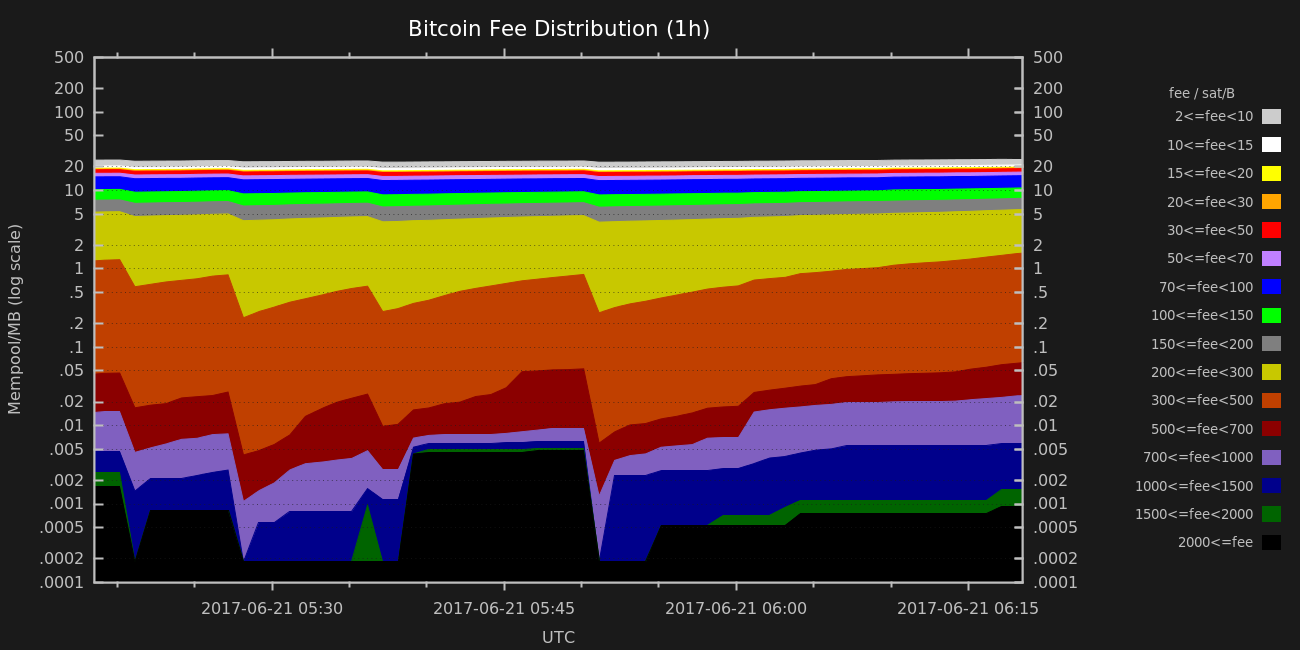 Bitcoin Fee Distribution (1h)
Mempool/MB (log scale)
500
200
100
50
20
10
5
2
1
.5
.2
.1
.05
.02
.01
.005
.002
.001
.0005
.0002
.0001
500
200
100
50
20
10
5
2
1
.5
.2
.1
.05
.02
.01
.005
.002
.001
.0005
.0002
.0001
fee / sat/B
2<=fee<10
10<=fee<15
15<=fee<20
20<=fee<30
30<=fee<50
50<=fee<70
70<=fee<100
100<=fee<150
150<=fee<200
200<=fee<300
300<=fee<500
500<=fee<700
700<=fee<1000
1000<=fee<1500
1500<=fee<2000
2000<=fee
2017-06-21 05:30 2017-06-21 05:45 2017-06-21 06:00 2017-06-21 06:15
UTC